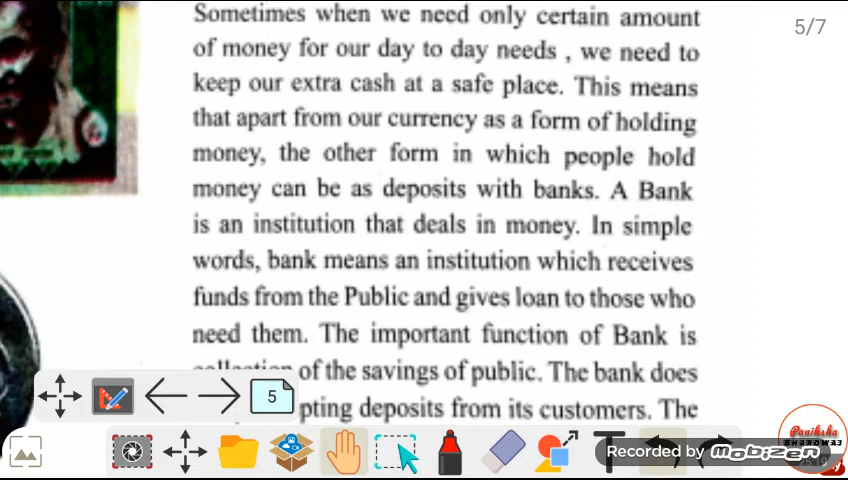 Sometimes when we need only certain amount
5/7
of money for our day to day needs , we need to
keep our extra cash at a safe place. This means
that apart from our currency as a form of holding
money, the other form in which people hold
money can be as deposits with banks. A Bank
is an institution that deals in money. In simple
words, bank means an institution which receives
funds from the Public and gives loan to those who
need them. The important function of Bank is
collection of the savings of public. The bank does
pting deposits from its customers. The
5
Recorded by mobizen
Paniksha
BHARDWAJ